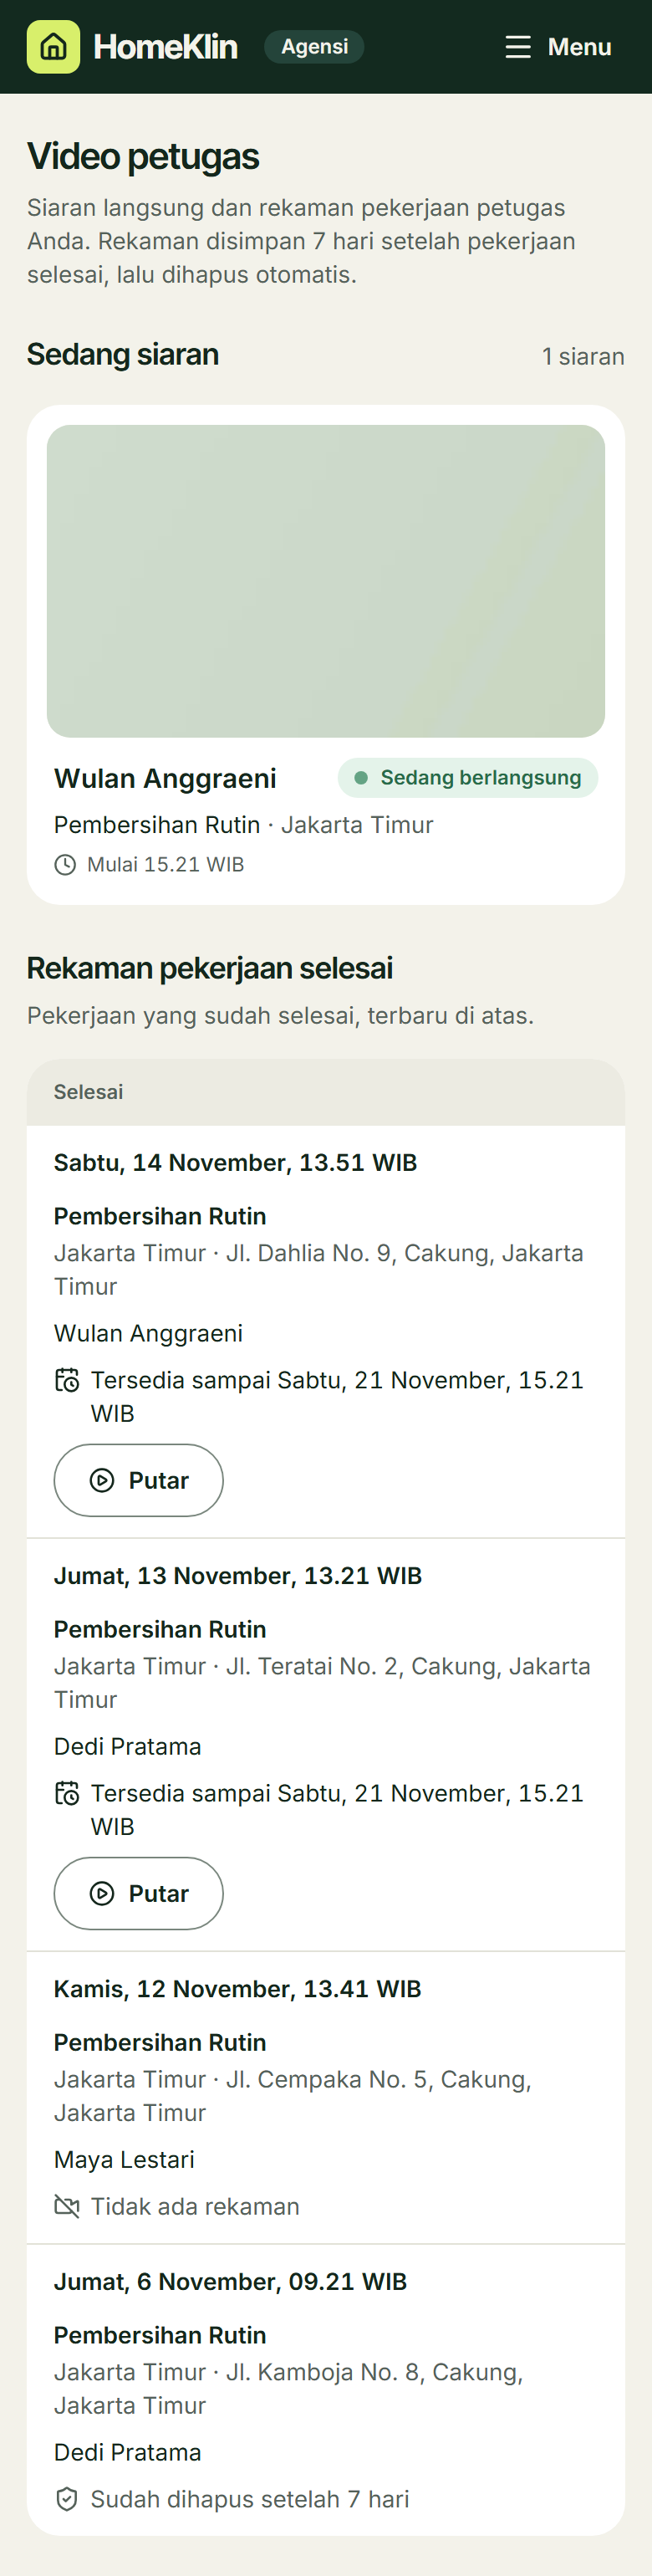 HomeKlin
Agensi
Menu
Video petugas
Siaran langsung dan rekaman pekerjaan petugas
Anda. Rekaman disimpan 7 hari setelah pekerjaan
selesai, lalu dihapus otomatis.
Sedang siaran
1 siaran
Wulan Anggraeni
Sedang berlangsung
Pembersihan Rutin · Jakarta Timur
Mulai 15.21 WIB
Rekaman pekerjaan selesai
Pekerjaan yang sudah selesai, terbaru di atas.
Selesai
Sabtu, 14 November, 13.51 WIB
Pembersihan Rutin
Jakarta Timur · Jl. Dahlia No. 9, Cakung, Jakarta
Timur
Wulan Anggraeni
Tersedia sampai Sabtu, 21 November, 15.21
WIB
Putar
Jumat, 13 November, 13.21 WIB
Pembersihan Rutin
Jakarta Timur · Jl. Teratai No. 2, Cakung, Jakarta
Timur
Dedi Pratama
Tersedia sampai Sabtu, 21 November, 15.21
WIB
Putar
Kamis, 12 November, 13.41 WIB
Pembersihan Rutin
Jakarta Timur · Jl. Cempaka No. 5, Cakung,
Jakarta Timur
Maya Lestari
Tidak ada rekaman
Jumat, 6 November, 09.21 WIB
Pembersihan Rutin
Jakarta Timur · Jl. Kamboja No. 8, Cakung,
Jakarta Timur
Dedi Pratama
Sudah dihapus setelah 7 hari